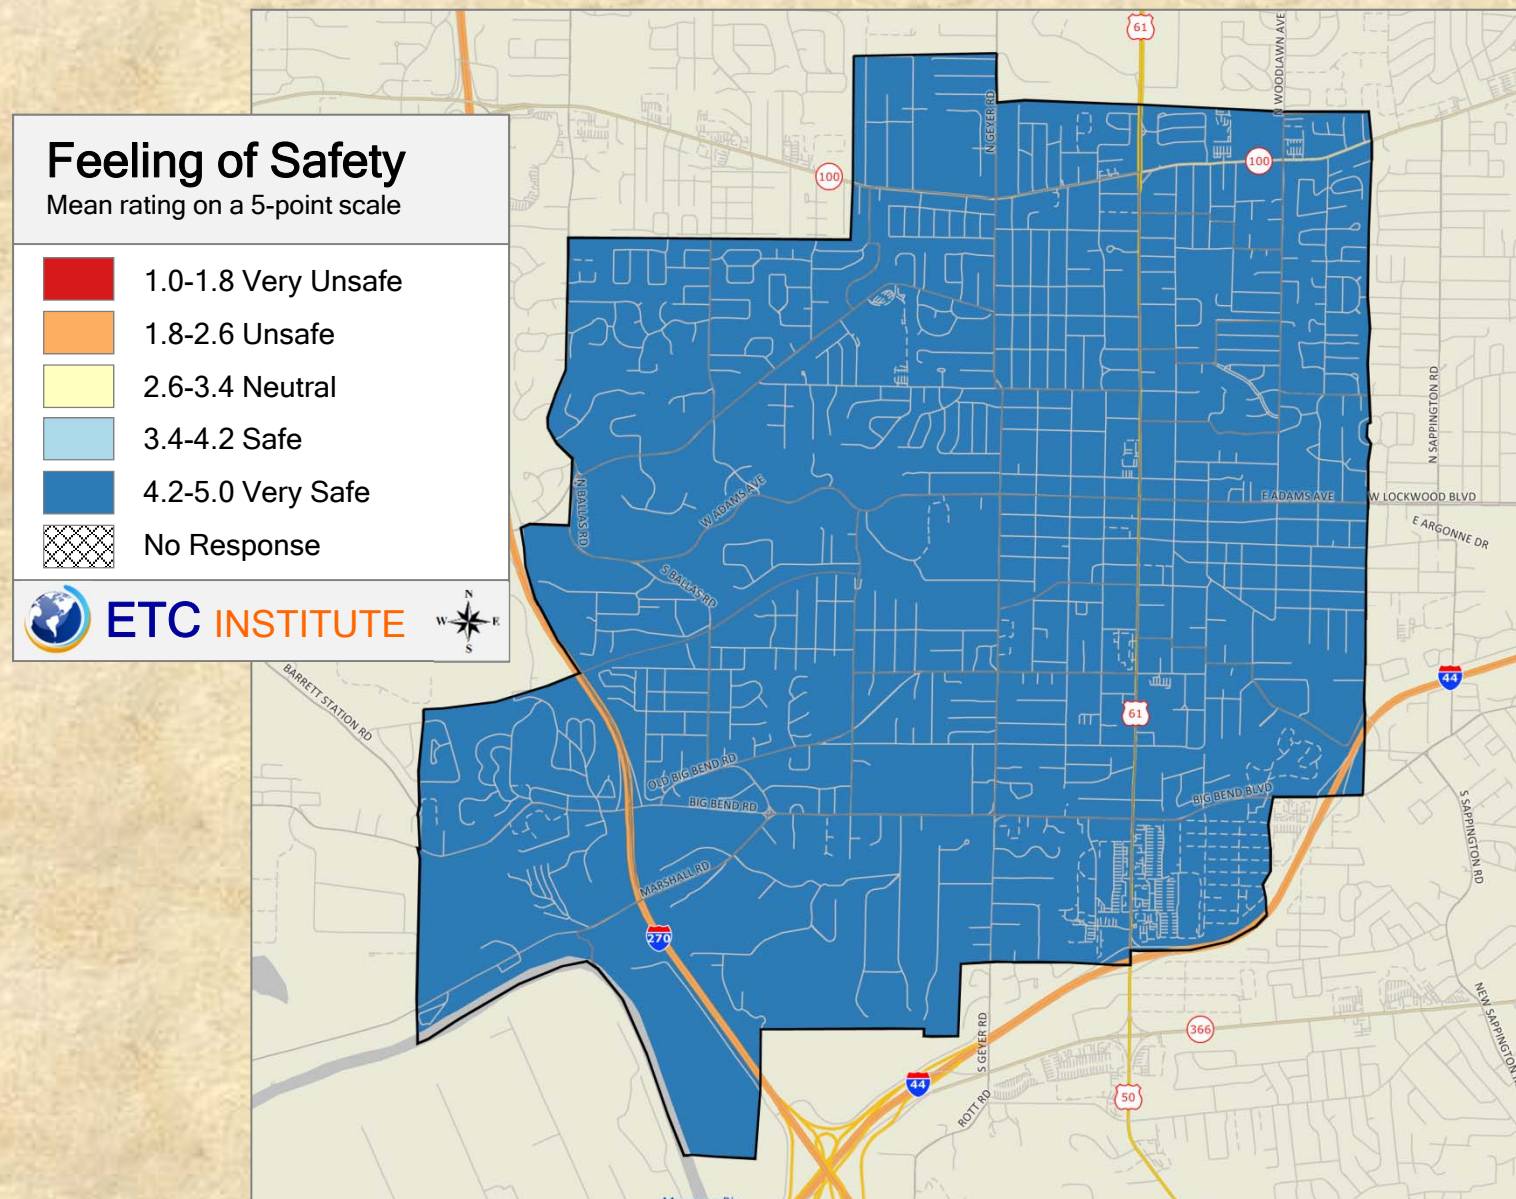 Feeling of Safety
Mean rating on a 5-point scale
1.0-1.8 Very Unsafe
1.8-2.6 Unsafe
2.6-3.4 Neutral
3.4-4.2 Safe
4.2-5.0 Very Safe
No Response
ETC INSTITUTE
N
W E
S
61
N WOODLAWN AVE
N GEYER RD
100
100
N SAPPINGTON RD
N BALLAS RD
W ADAMS AVE
E ADAMS AVE
W LOCKWOOD BLVD
E ARGONNE DR
S BALLAS RD
BARRETT STATION RD
44
61
OLD BIG BEND RD
BIG BEND RD
BIG BEND BLVD
S SAPPINGTON RD
MARSHALL RD
270
S GEYER RD
366
44
ROTT RD
50
NEW SAPPINGTON